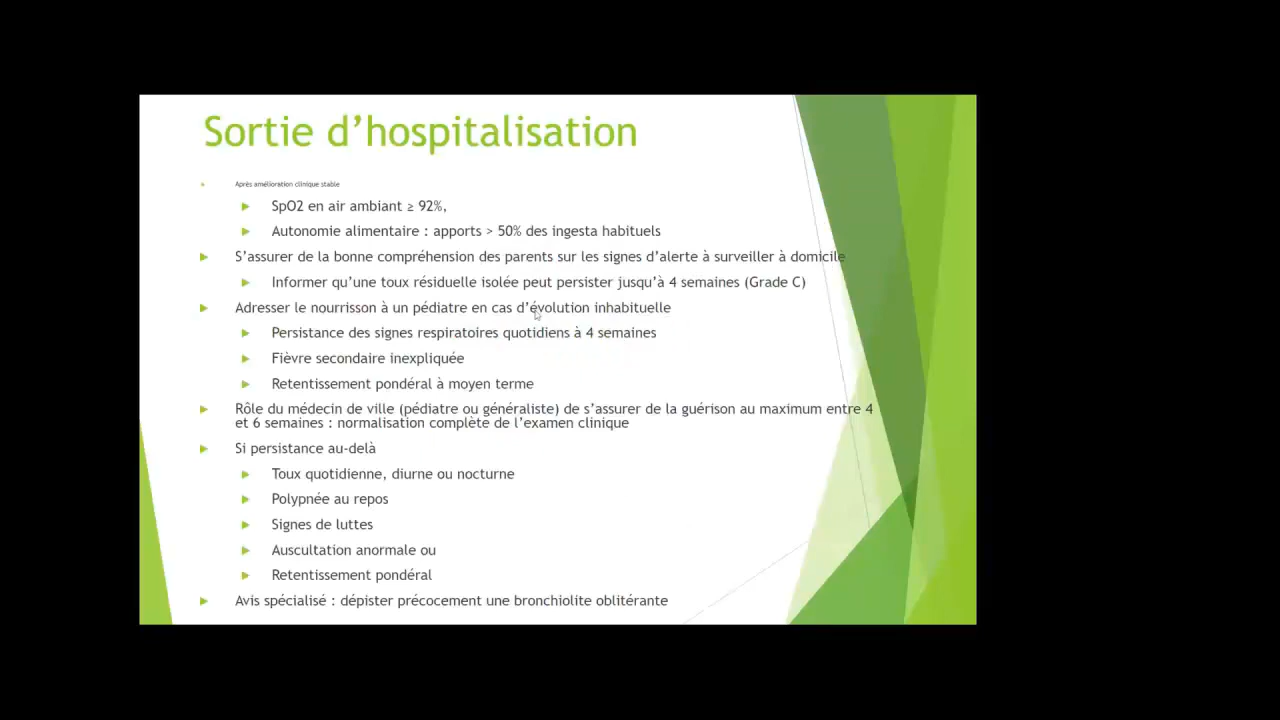 Sortie d’hospitalisation
Après amélioration clinique stable
SpO2 en air ambiant ≥ 92%,
Autonomie alimentaire : apports > 50% des ingesta habituels
S’assurer de la bonne compréhension des parents sur les signes d’alerte à surveiller à domicile
Informer qu’une toux résiduelle isolée peut persister jusqu’à 4 semaines (Grade C)
Adresser le nourrisson à un pédiatre en cas d’évolution inhabituelle
Persistance des signes respiratoires quotidiens à 4 semaines
Fièvre secondaire inexpliquée
Retentissement pondéral à moyen terme
Rôle du médecin de ville (pédiatre ou généraliste) de s’assurer de la guérison au maximum entre 4
et 6 semaines : normalisation complète de l’examen clinique
Si persistance au-delà
Toux quotidienne, diurne ou nocturne
Polypnée au repos
Signes de luttes
Auscultation anormale ou
Retentissement pondéral
Avis spécialisé : dépister précocement une bronchiolite oblitérante